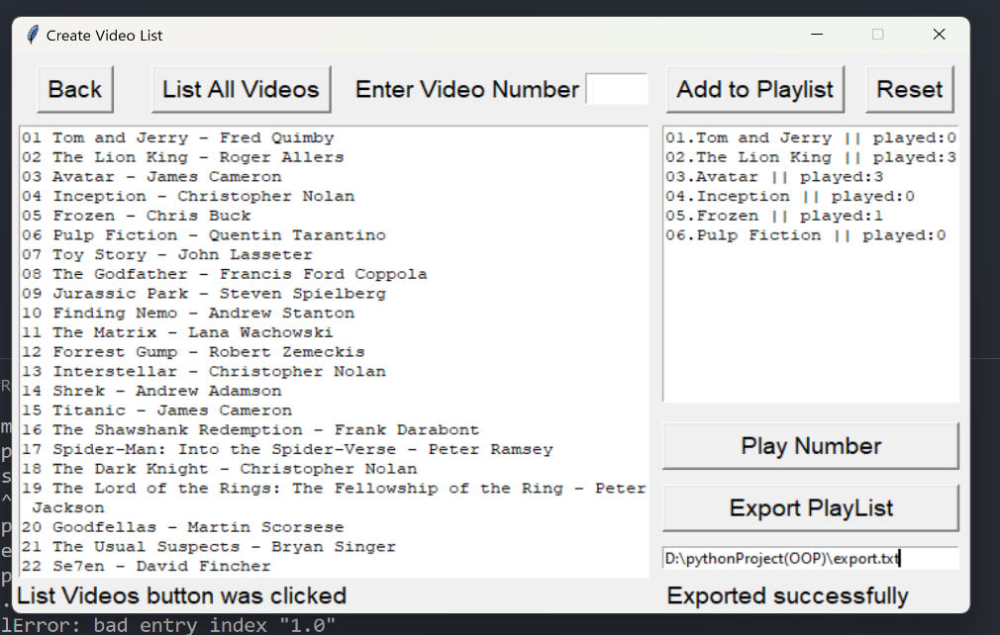 Create Video List
Back
List All Videos
Enter Video Number
Add to Playlist
Reset
01 Tom and Jerry - Fred Quimby
02 The Lion King - Roger Allers
03 Avatar - James Cameron
04 Inception - Christopher Nolan
05 Frozen - Chris Buck
06 Pulp Fiction - Quentin Tarantino
07 Toy Story - John Lasseter
08 The Godfather - Francis Ford Coppola
09 Jurassic Park - Steven Spielberg
10 Finding Nemo - Andrew Stanton
11 The Matrix - Lana Wachowski
12 Forrest Gump - Robert Zemeckis
13 Interstellar - Christopher Nolan
14 Shrek - Andrew Adamson
15 Titanic - James Cameron
16 The Shawshank Redemption - Frank Darabont
17 Spider-Man: Into the Spider-Verse - Peter Ramsey
18 The Dark Knight - Christopher Nolan
19 The Lord of the Rings: The Fellowship of the Ring - Peter
Jackson
20 Goodfellas - Martin Scorsese
21 The Usual Suspects - Bryan Singer
22 Se7en - David Fincher
01.Tom and Jerry || played:0
02.The Lion King || played:3
03.Avatar || played:3
04.Inception || played:0
05.Frozen || played:1
06.Pulp Fiction || played:0
Play Number
Export PlayList
D:\pythonProject(OOP)\export.txt
List Videos button was clicked
Exported successfully
lError: bad entry index "1.0"